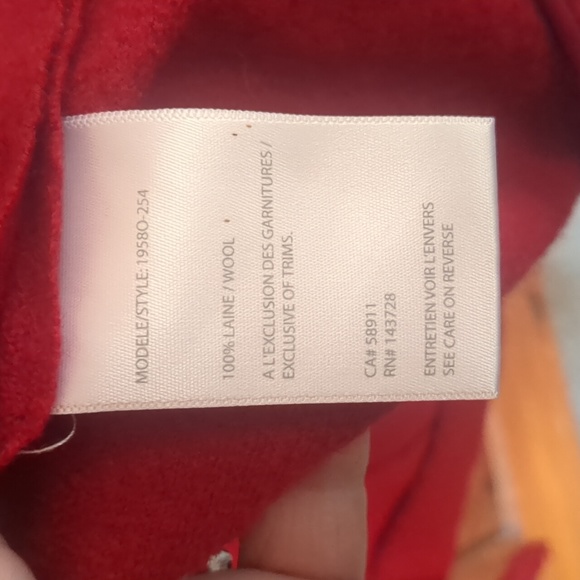 MODELE/STYLE: 1958O-254
100% LAINE / WOOL
A L'EXCLUSION DES GARNITURES /
EXCLUSIVE OF TRIMS.
CA# 58911
RN# 143728
ENTRETIEN VOIR L'ENVERS
SEE CARE ON REVERSE